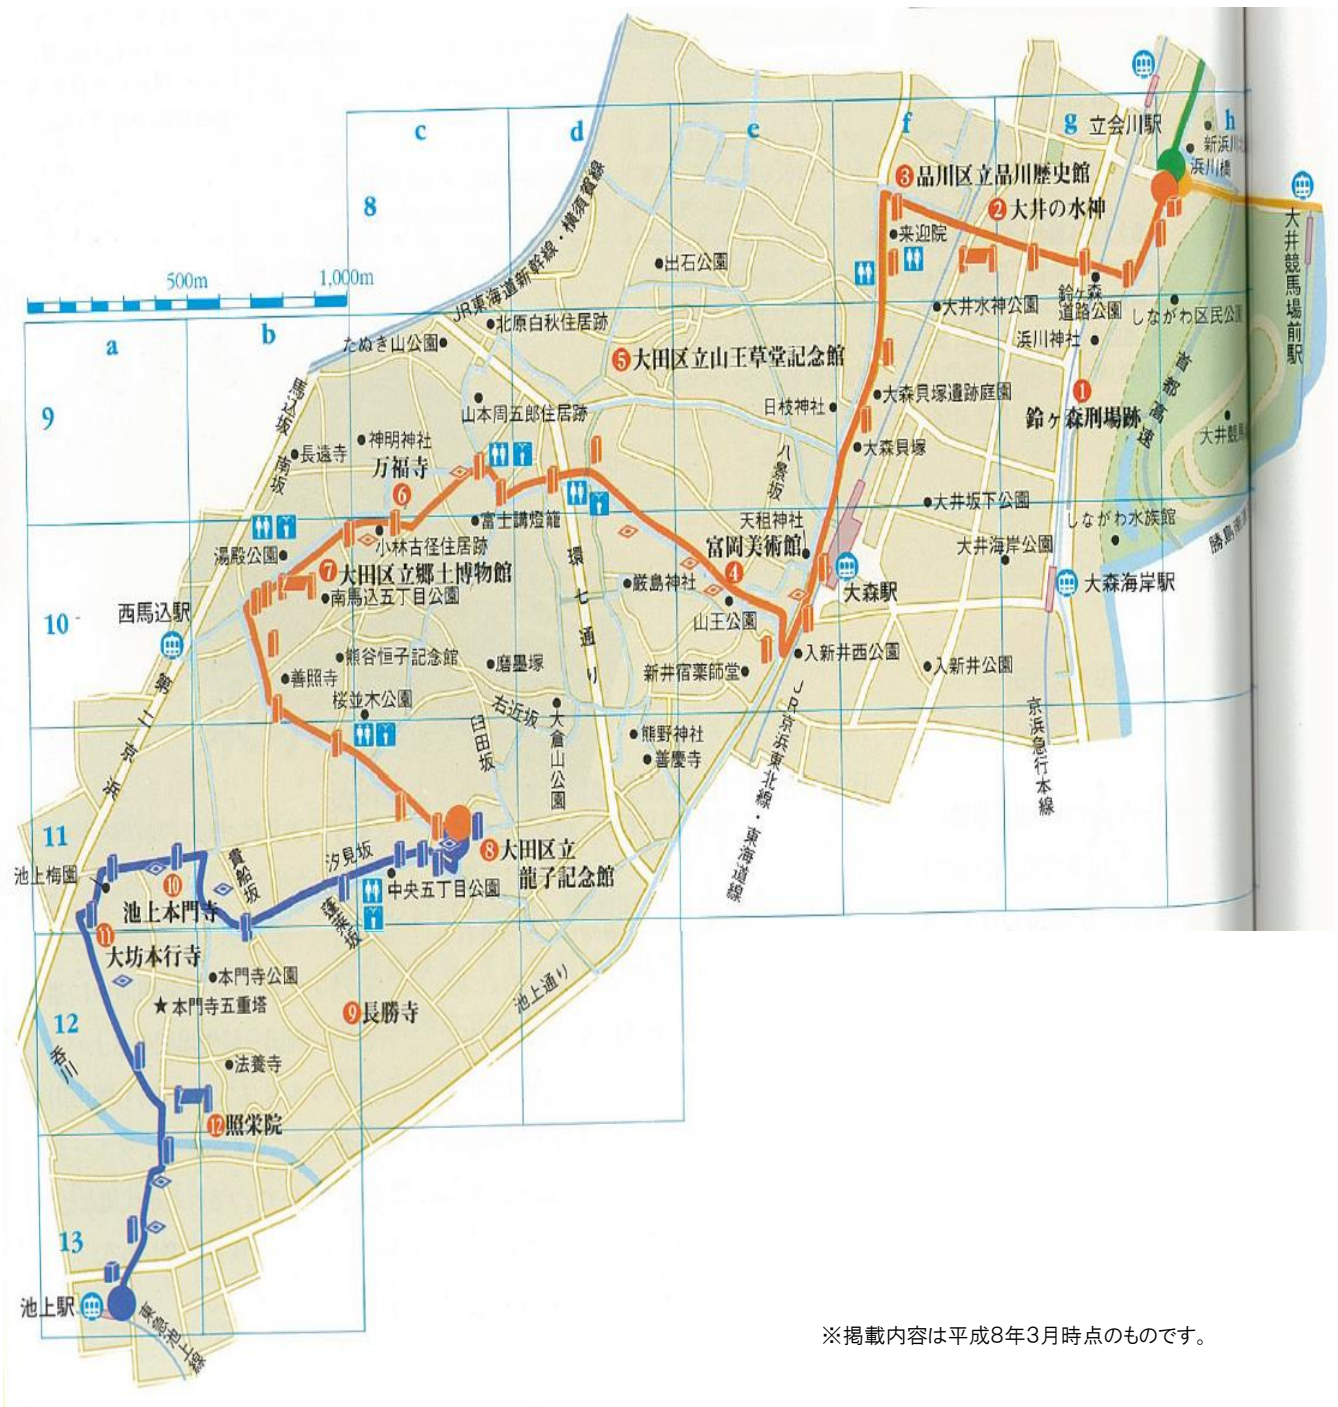 c
d
e
f
g
h
立会川駅
新浜川
浜川橋
③品川区立品川歴史館
②大井の水神
来迎院
8
JR東海道新幹線・横須賀線
出石公園
大井競馬場前駅
500m
1,000m
鈴ヶ森
道路公園
大井水神公園
しながわ区民公園
北原白秋住居跡
たぬき山公園
浜川神社
a
b
⑤大田区立山王草堂記念館
首都高速
馬込坂
9
山本周五郎住居跡
日枝神社
大森貝塚遺跡庭園
①
鈴ヶ森刑場跡
大井競馬
神明神社
長遠寺
南坂
万福寺
⑥
八景坂
大森貝塚
大井坂下公園
富士講燈籠
天祖神社
しながわ水族館
小林古径住居跡
富岡美術館
④
大井海岸公園
勝島南
湯殿公園
環七通り
⑦大田区立郷土博物館
南馬込五丁目公園
厳島神社
大森駅
大森海岸駅
西馬込駅
10
山王公園
熊谷恒子記念館
磨墨塚
新井宿薬師堂
入新井西公園
入新井公園
善照寺
第二京浜
桜並木公園
右近坂
臼田坂
大倉山公園
熊野神社
善慶寺
JR京浜東北線・東海道線
京浜急行本線
11
汐見坂
⑧大田区立
龍子記念館
池上梅園
貴船坂
中央五丁目公園
⑩
池上本門寺
蓬莱坂
⑪
大坊本行寺
本門寺公園
池上通り
★本門寺五重塔
⑨長勝寺
12
呑川
法養寺
⑫照栄院
13
池上駅
東急池上線
※掲載内容は平成8年3月時点のものです。